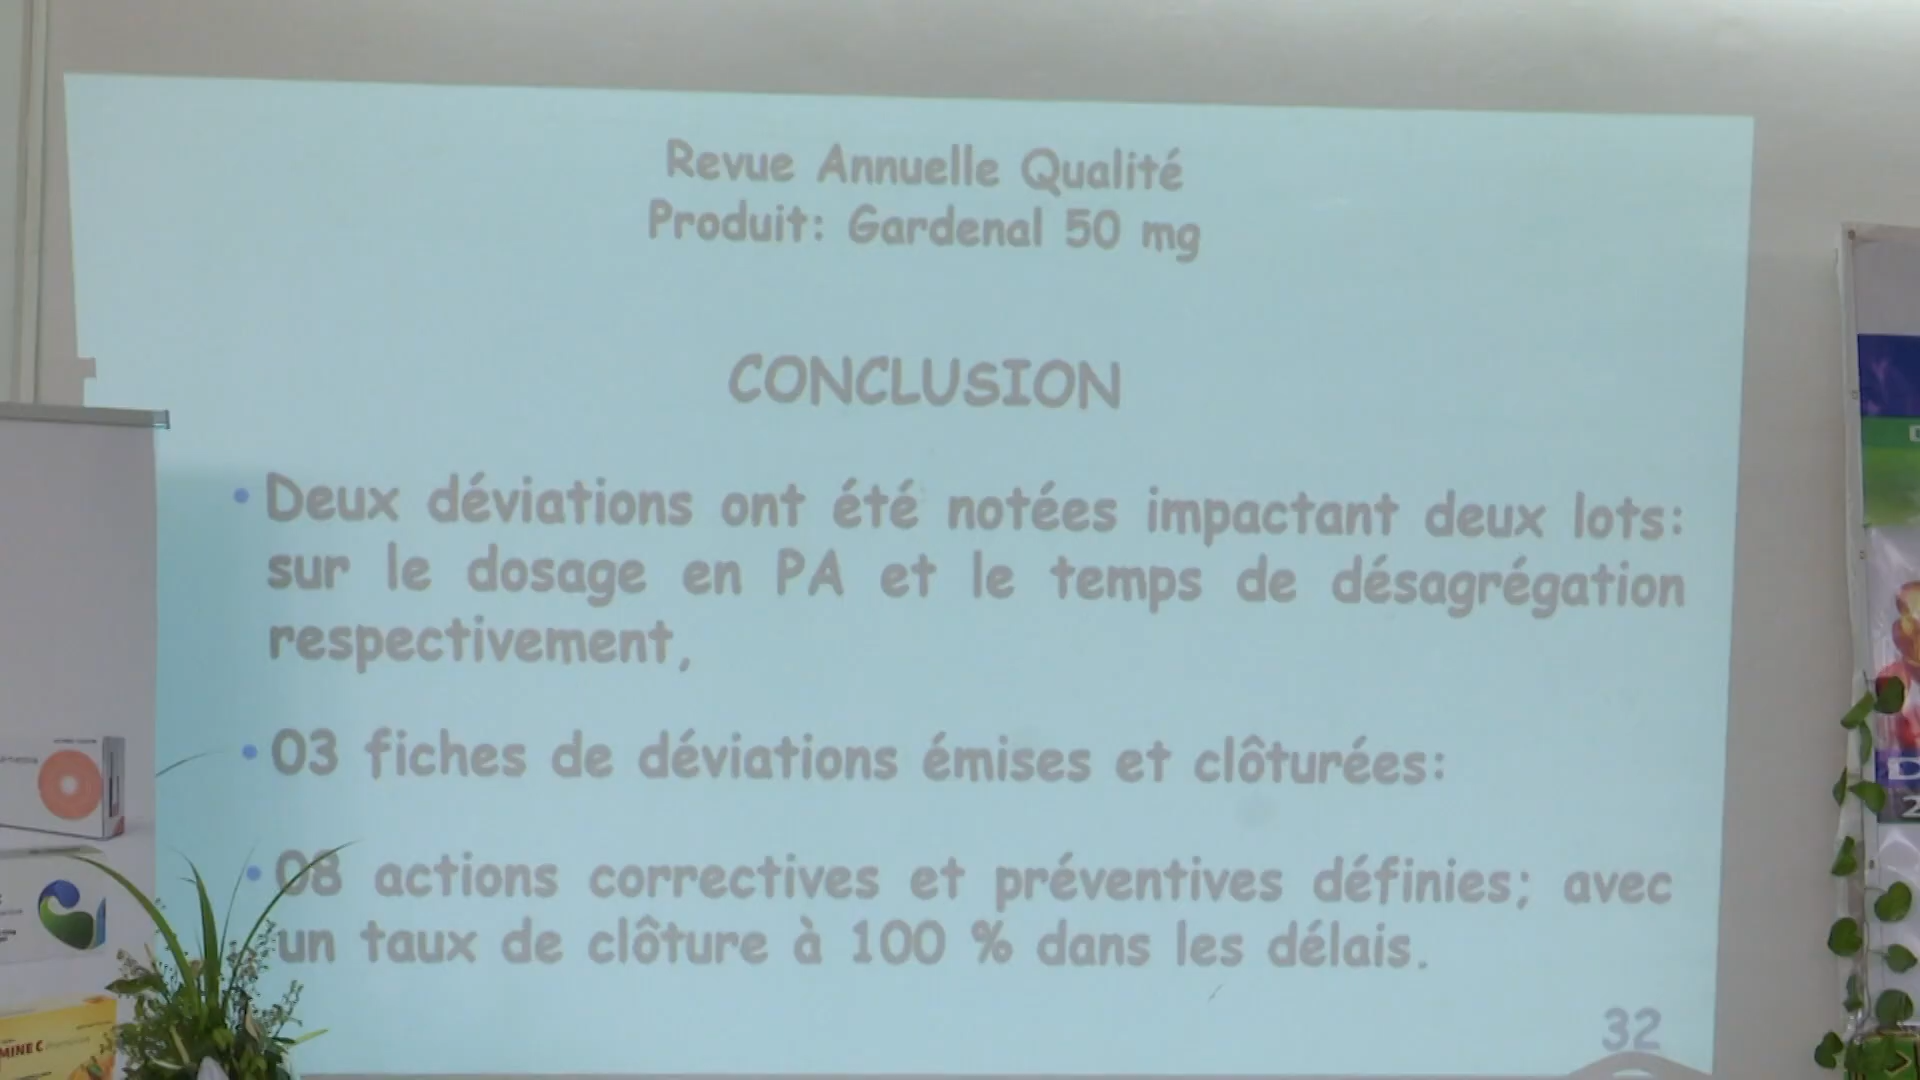 Revue Annuelle Qualité
Produit: Gardenal 50 mg
CONCLUSION
• Deux déviations ont été notées impactant deux lots:
sur le dosage en PA et le temps de désagrégation
respectivement,
• 03 fiches de déviations émises et clôturées:
• 08 actions correctives et préventives définies; avec
un taux de clôture à 100 % dans les délais.
32
MINE C